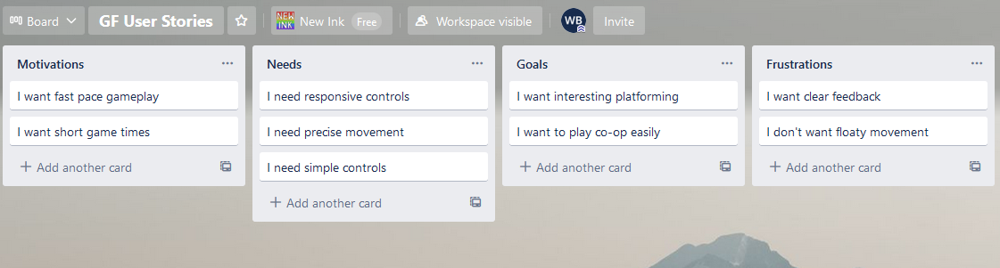 Board
GF User Stories
NEW INK
New Ink
Free
Workspace visible
WB
Invite
Motivations
I want fast pace gameplay
I want short game times
+ Add another card
Needs
I need responsive controls
I need precise movement
I need simple controls
+ Add another card
Goals
I want interesting platforming
I want to play co-op easily
+ Add another card
Frustrations
I want clear feedback
I don't want floaty movement
+ Add another card